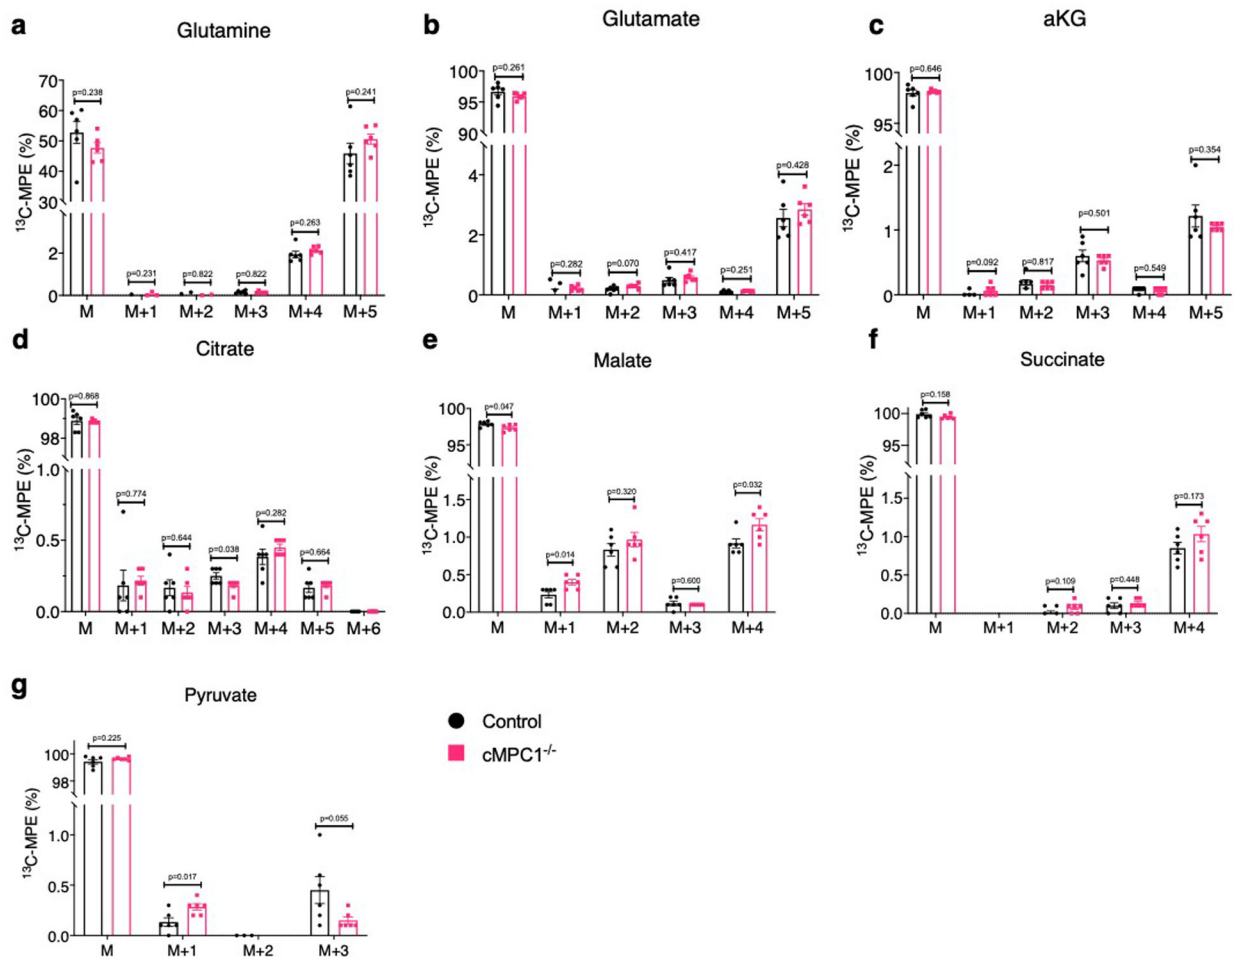 a
Glutamine
¹³C-MPE (%)
70
60
50
40
30
2
0
p=0.238
p=0.231
p=0.822
p=0.822
p=0.263
p=0.241
M M+1 M+2 M+3 M+4 M+5
b
Glutamate
¹³C-MPE (%)
100
95
90
4
2
0
p=0.261
p=0.282
p=0.070
p=0.417
p=0.251
p=0.428
M M+1 M+2 M+3 M+4 M+5
c
aKG
¹³C-MPE (%)
100
95
2
1
0
p=0.646
p=0.092
p=0.817
p=0.501
p=0.549
p=0.354
M M+1 M+2 M+3 M+4 M+5
d
Citrate
¹³C-MPE (%)
100
98
1.0
0.5
0.0
p=0.868
p=0.774
p=0.644
p=0.038
p=0.282
p=0.664
M M+1 M+2 M+3 M+4 M+5 M+6
e
Malate
¹³C-MPE (%)
100
95
1.5
1.0
0.5
0.0
p=0.047
p=0.014
p=0.320
p=0.600
p=0.032
M M+1 M+2 M+3 M+4
f
Succinate
¹³C-MPE (%)
100
95
1.5
1.0
0.5
0.0
p=0.158
p=0.109
p=0.448
p=0.173
M M+1 M+2 M+3 M+4
g
Pyruvate
¹³C-MPE (%)
100
98
1.0
0.5
0.0
p=0.225
p=0.017
p=0.055
M M+1 M+2 M+3
Control
cMPC1⁻/⁻